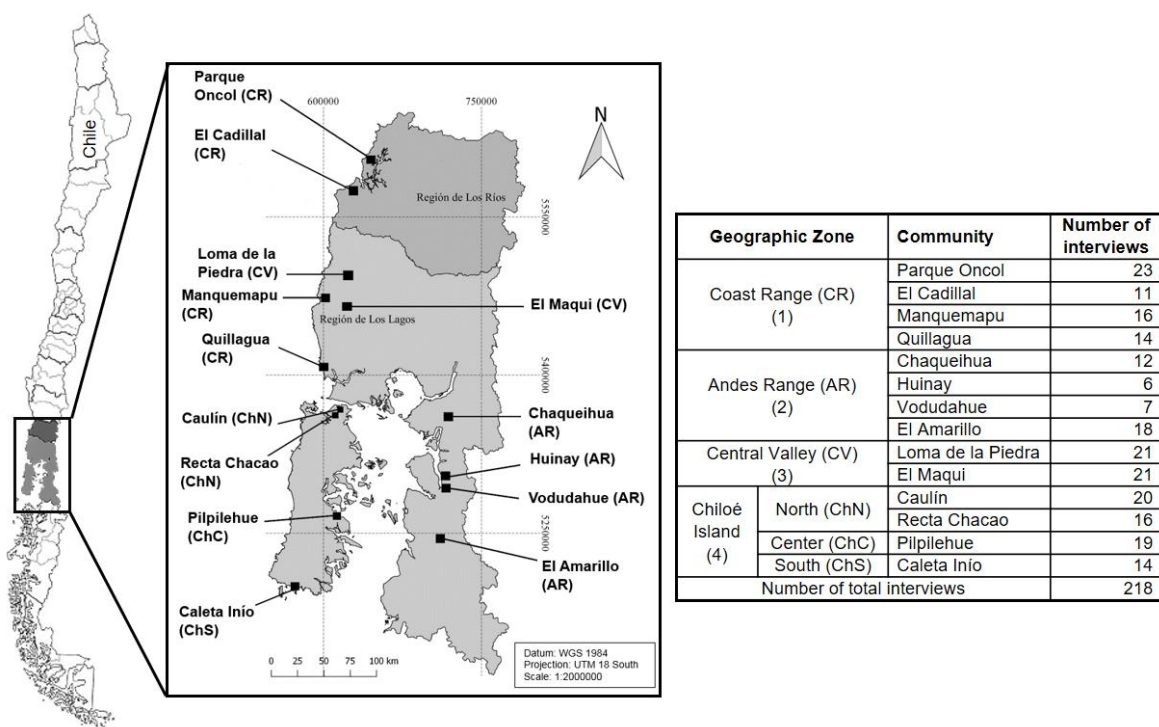 Chile
Parque
Oncol (CR)
600000
750000
N
El Cadillal
(CR)
Región de Los Ríos
5550000
Loma de la
Piedra (CV)
Manquemapu
(CR)
El Maqui (CV)
Región de Los Lagos
Quillagua
(CR)
5400000
Caulín (ChN)
Chaqueihua
(AR)
Recta Chacao
(ChN)
Huinay (AR)
Vodudahue (AR)
Pilpilehue
(ChC)
5250000
El Amarillo
(AR)
Caleta Inío
(ChS)
0 25 50 75 100 km
Datum: WGS 1984
Projection: UTM 18 South
Scale: 1:2000000
Geographic Zone Community Number of
interviews
Coast Range (CR)
(1)
Parque Oncol 23
El Cadillal 11
Manquemapu 16
Quillagua 14
Andes Range (AR)
(2)
Chaqueihua 12
Huinay 6
Vodudahue 7
El Amarillo 18
Central Valley (CV)
(3)
Loma de la Piedra 21
El Maqui 21
Chiloé
Island
(4)
North (ChN)
Caulín 20
Recta Chacao 16
Center (ChC) Pilpilehue 19
South (ChS) Caleta Inío 14
Number of total interviews 218